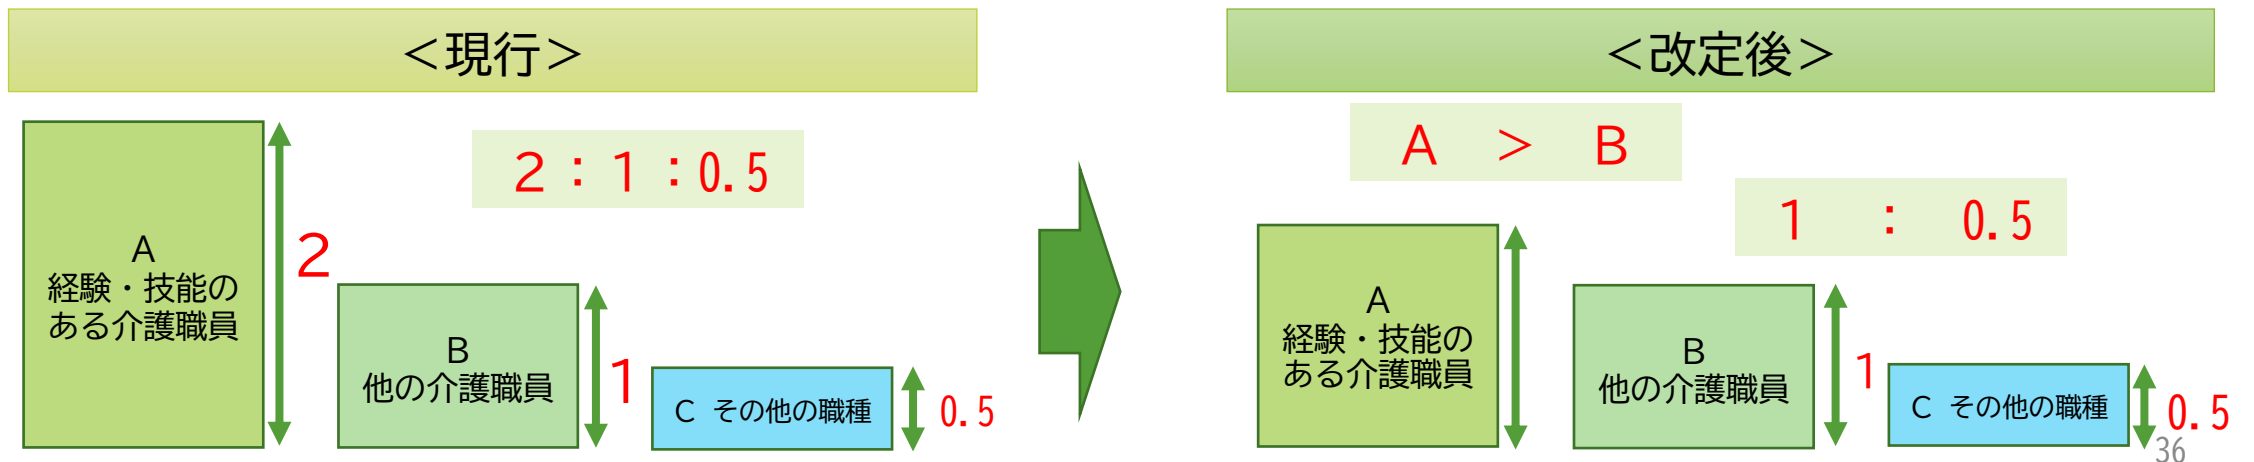 ＜現行＞
２：１：0.5
A
経験・技能の
ある介護職員
2
B
他の介護職員
1
C その他の職種
0.5
＜改定後＞
A ＞ B
1 ： 0.5
A
経験・技能の
ある介護職員
B
他の介護職員
1
C その他の職種
0.5
36